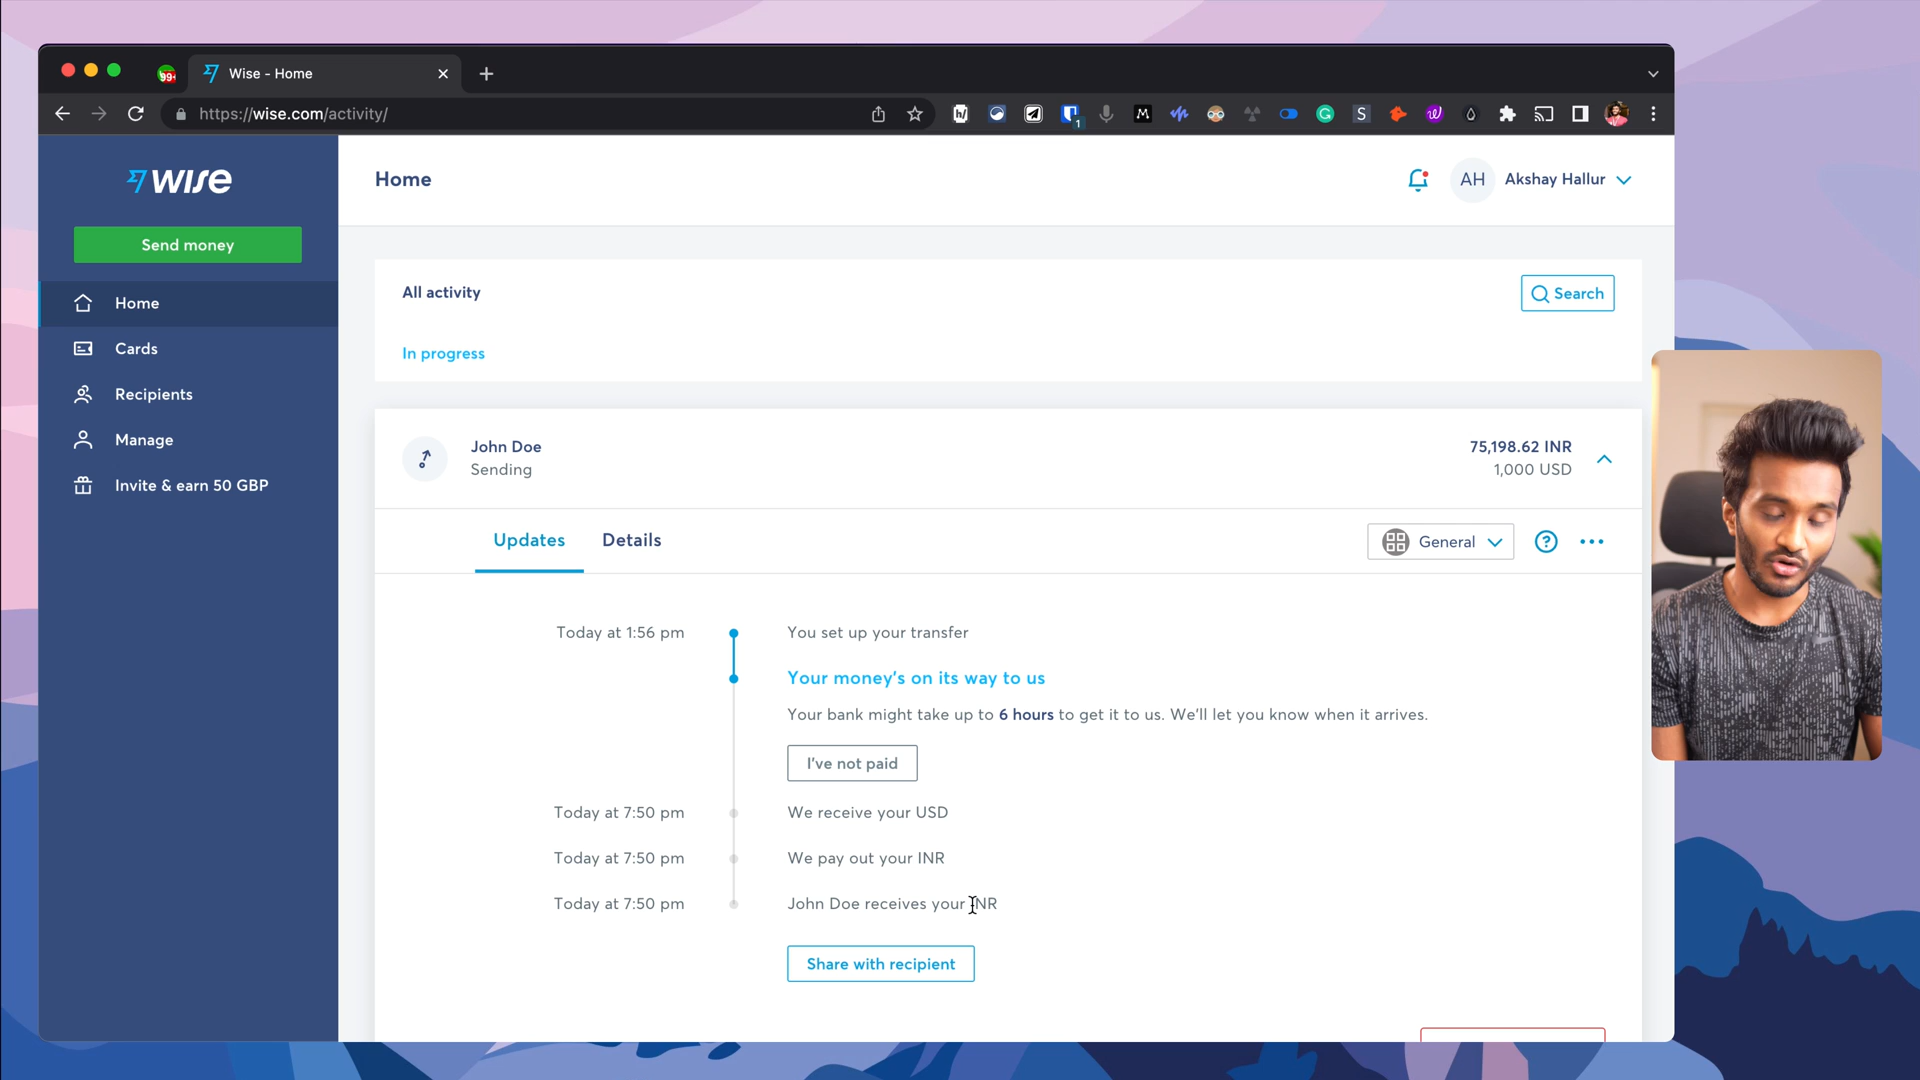 99+
Wise - Home
https://wise.com/activity/
1
wise
Home
AH
Akshay Hallur
Send money
Home
Cards
Recipients
Manage
Invite & earn 50 GBP
All activity
Search
In progress
John Doe
75,198.62 INR
Sending
1,000 USD
Updates
Details
General
Today at 1:56 pm
You set up your transfer
Your money's on its way to us
Your bank might take up to 6 hours to get it to us. We'll let you know when it arrives.
I've not paid
Today at 7:50 pm
We receive your USD
Today at 7:50 pm
We pay out your INR
Today at 7:50 pm
John Doe receives your INR
Share with recipient